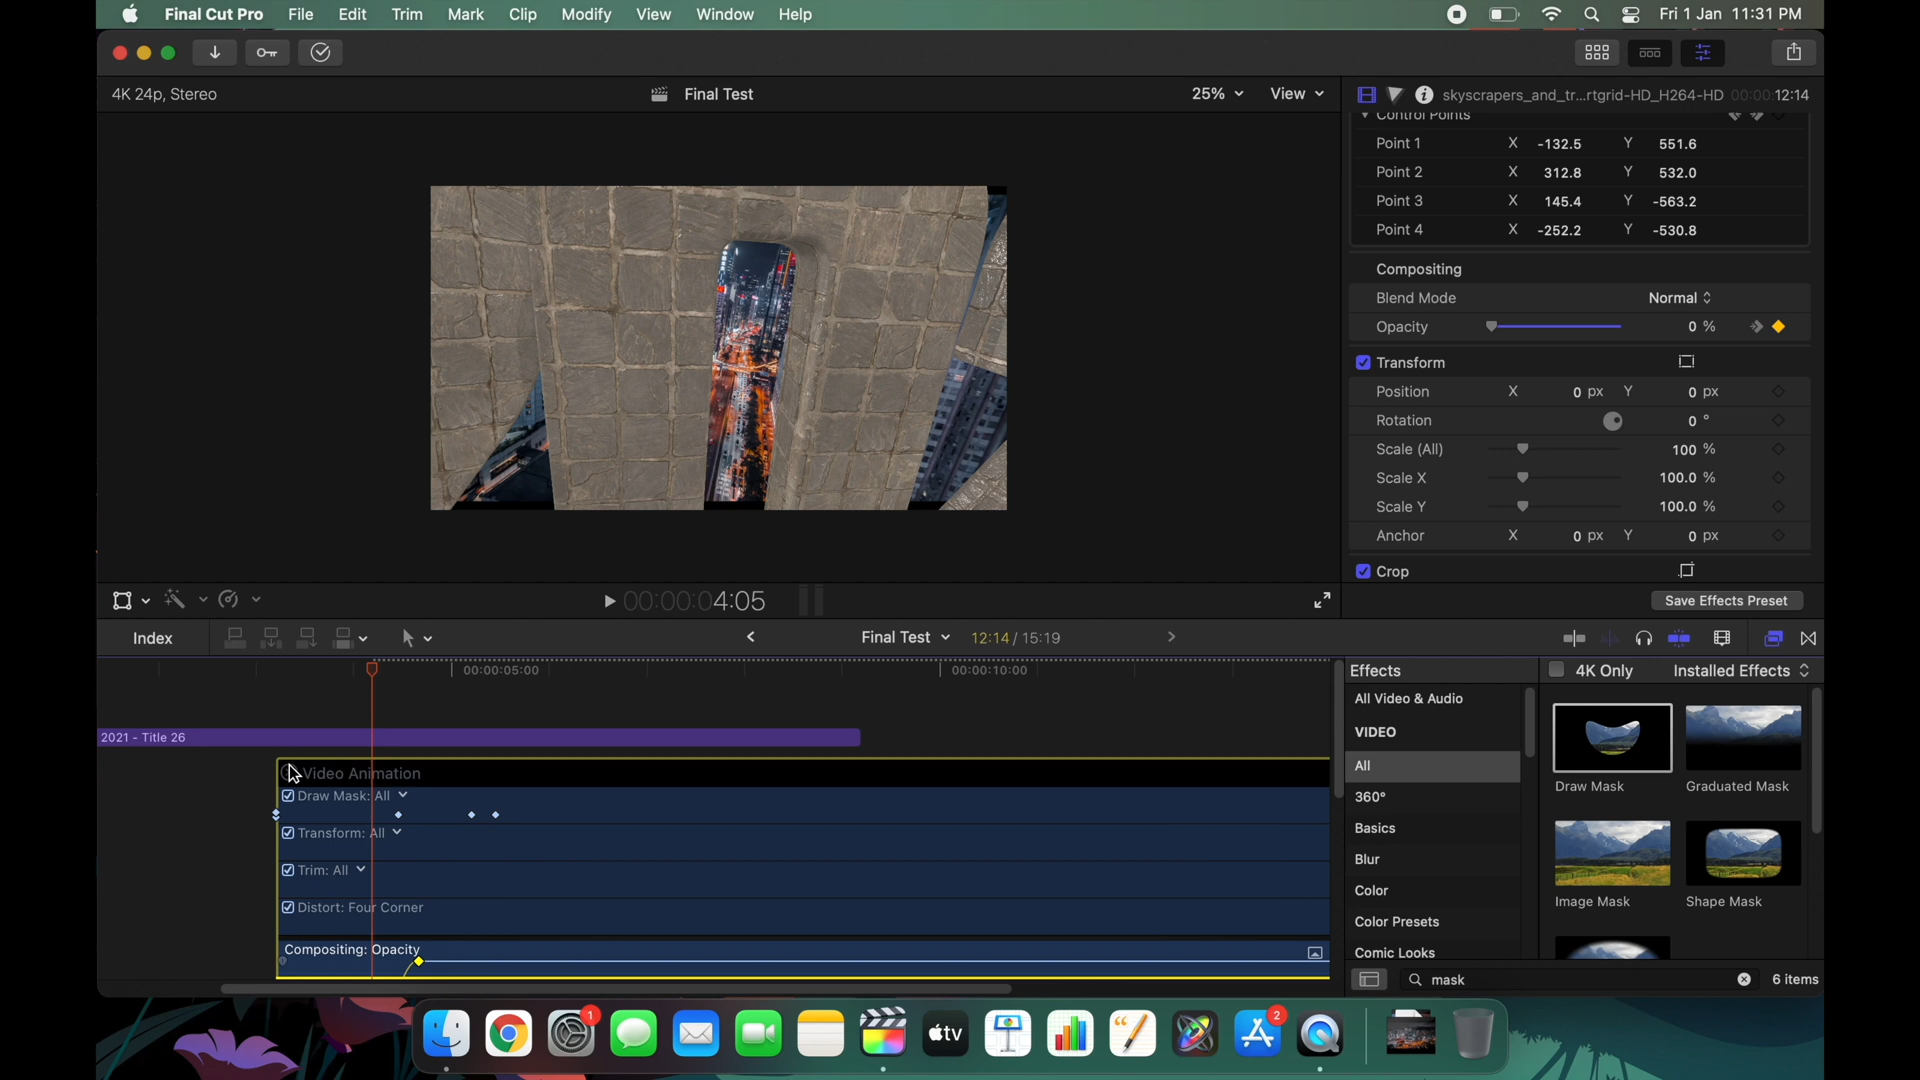 Final Cut Pro File Edit Trim Mark Clip Modify View Window Help Fri 1 Jan 11:31 PM
4K 24p, Stereo Final Test 25% View skyscrapers_and_tr...rtgrid-HD_H264-HD 00:00:12:14
Control Points
Point 1 X -132.5 Y 551.6
Point 2 X 312.8 Y 532.0
Point 3 X 145.4 Y -563.2
Point 4 X -252.2 Y -530.8
Compositing
Blend Mode Normal
Opacity 0 %
Transform
Position X 0 px Y 0 px
Rotation 0 °
Scale (All) 100 %
Scale X 100.0 %
Scale Y 100.0 %
Anchor X 0 px Y 0 px
Crop
00:00:04:05 Save Effects Preset
Index Final Test 12:14 / 15:19
00:00:05:00 00:00:10:00
2021 - Title 26
Video Animation
Draw Mask: All
Transform: All
Trim: All
Distort: Four Corner
Compositing: Opacity
Effects 4K Only Installed Effects
All Video & Audio
VIDEO
All
360°
Basics
Blur
Color
Color Presets
Comic Looks
Draw Mask Graduated Mask
Image Mask Shape Mask
mask 6 items
1 tv 2